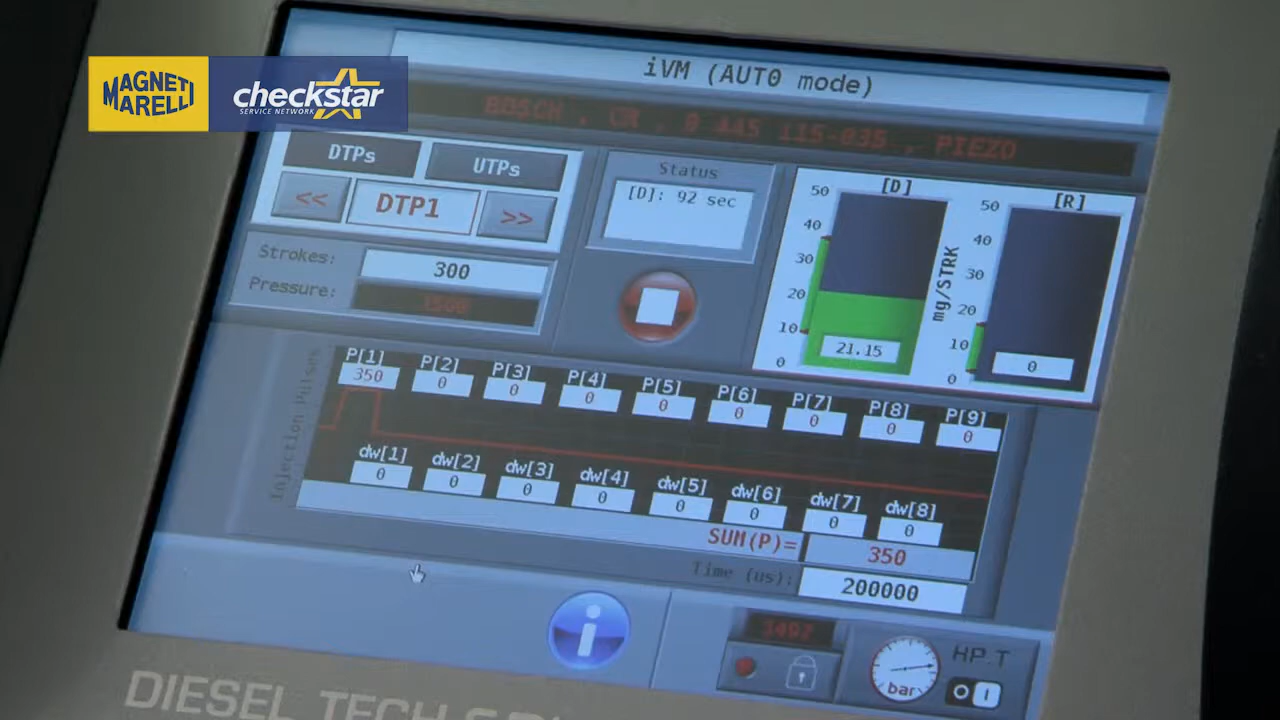 MAGNETI
MARELLI
checkstar
SERVICE NETWORK
iVM (AUTO mode)
BOSCH , UN , 0 445 115-035 , PIEZO
DTPs
UTPs
<<
DTP1
>>
Strokes:
300
Pressure:
1500
Status
[D]: 92 sec
[D]
50
40
30
20
10
0
21.15
mg/STRK
[R]
50
40
30
20
10
0
0
Injection Pulses
P[1] P[2] P[3] P[4] P[5] P[6] P[7] P[8] P[9]
350 0 0 0 0 0 0 0 0
dw[1] dw[2] dw[3] dw[4] dw[5] dw[6] dw[7] dw[8]
0 0 0 0 0 0 0 0
SUM(P)= 350
Time (us): 200000
i
1497
bar
HP.T
O I
DIESEL TECH